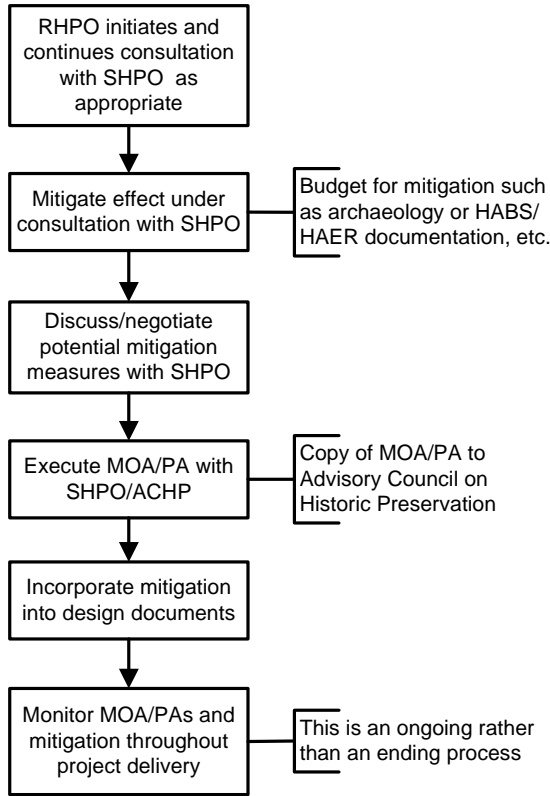 RHPO initiates and
continues consultation
with SHPO as
appropriate
Mitigate effect under
consultation with SHPO
Budget for mitigation such
as archaeology or HABS/
HAER documentation, etc.
Discuss/negotiate
potential mitigation
measures with SHPO
Execute MOA/PA with
SHPO/ACHP
Copy of MOA/PA to
Advisory Council on
Historic Preservation
Incorporate mitigation
into design documents
Monitor MOA/PAs and
mitigation throughout
project delivery
This is an ongoing rather
than an ending process